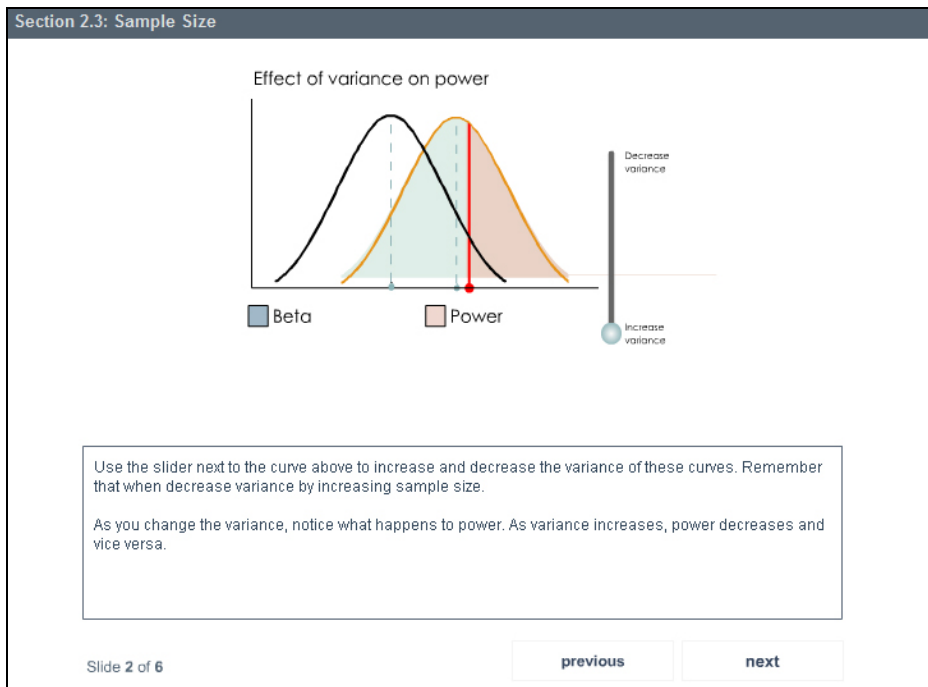 Section 2.3: Sample Size
Effect of variance on power
Decrease
variance
Beta
Power
Increase
variance
Use the slider next to the curve above to increase and decrease the variance of these curves. Remember
that when decrease variance by increasing sample size.
As you change the variance, notice what happens to power. As variance increases, power decreases and
vice versa.
Slide 2 of 6
previous
next